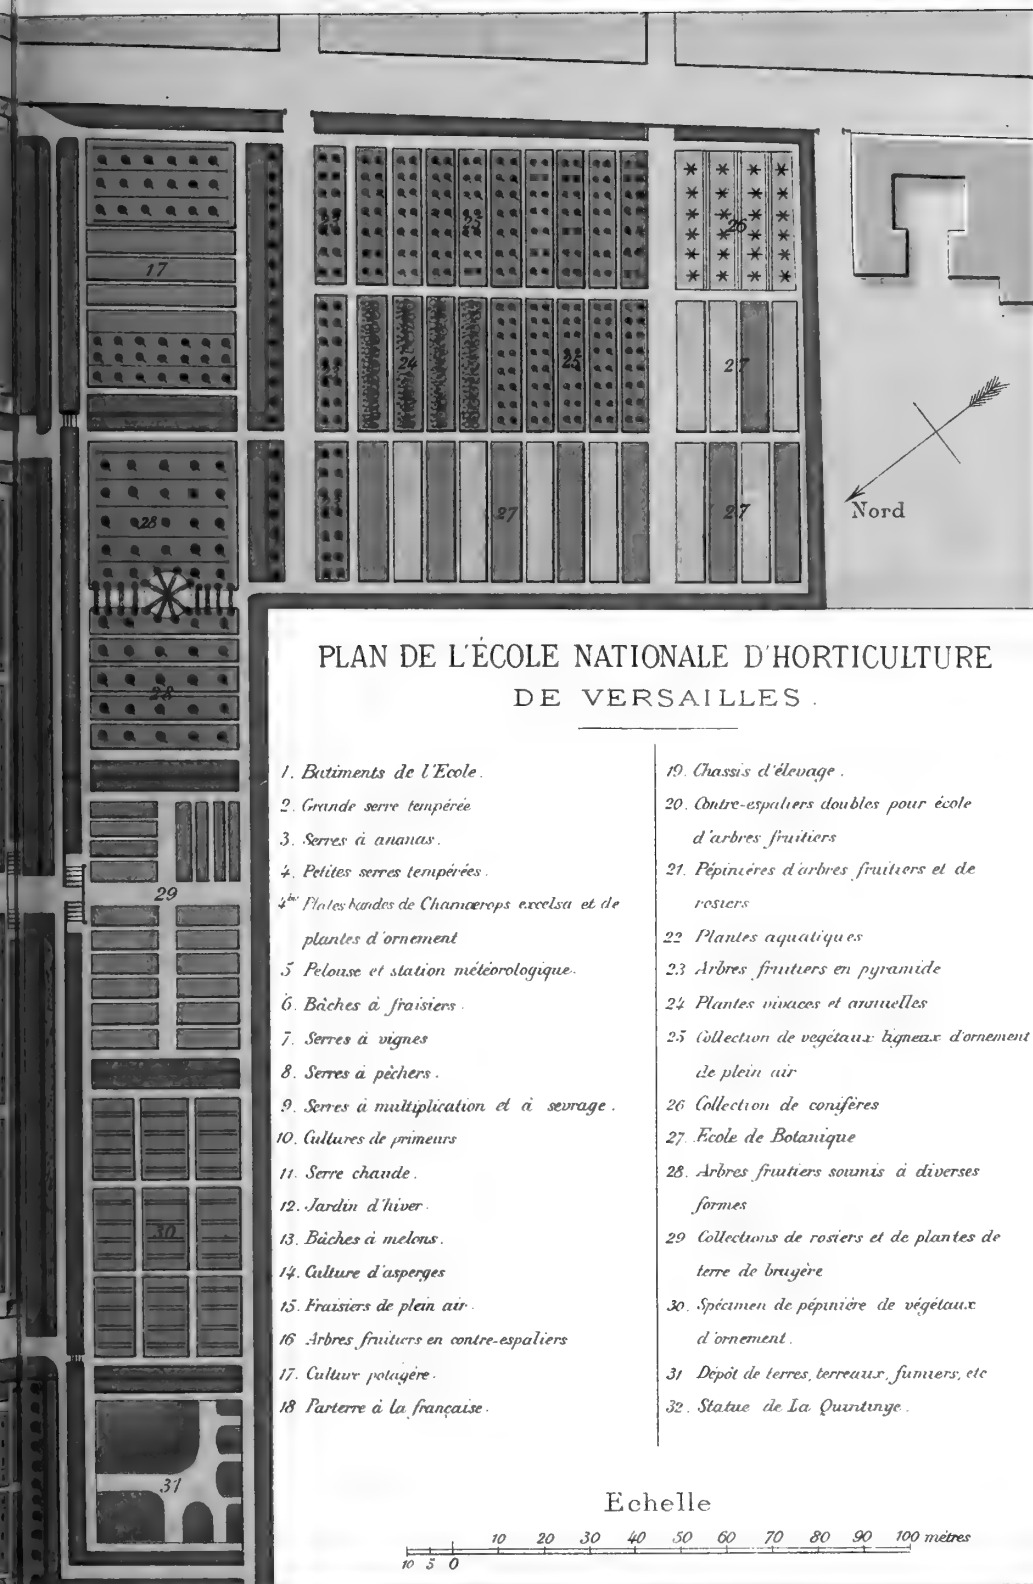 17
23
22
26
23
24
25
27
28
27
27
Nord
28
29
30
31
PLAN DE L'ÉCOLE NATIONALE D'HORTICULTURE
DE VERSAILLES.
1. Batiments de l'Ecole.
2. Grande serre tempérée
3. Serres à ananas.
4. Petites serres tempérées.
4bis Plates bandes de Chamærops excelsa et de
plantes d'ornement
5 Pelouse et station météorologique.
6. Bâches à fraisiers.
7. Serres à vignes
8. Serres à pêchers.
9. Serres à multiplication et à sevrage.
10. Cultures de primeurs
11. Serre chaude.
12. Jardin d'hiver.
13. Bâches à melons.
14. Culture d'asperges
15. Fraisiers de plein air.
16 Arbres fruitiers en contre-espaliers
17. Culture potagère.
18 Parterre à la française.
19. Chassis d'élevage.
20. Contre-espaliers doubles pour école
d'arbres fruitiers
21. Pépinières d'arbres fruitiers et de
rosiers
22 Plantes aquatiques
23 Arbres fruitiers en pyramide
24 Plantes vivaces et annuelles
25 Collection de végétaux ligneux d'ornement
de plein air
26 Collection de conifères
27. Ecole de Botanique
28. Arbres fruitiers soumis à diverses
formes
29 Collections de rosiers et de plantes de
terre de bruyère
30. Spécimen de pépinière de végétaux
d'ornement.
31 Dépôt de terres, terreaux, fumiers, etc
32. Statue de La Quintinye.
Echelle
10 20 30 40 50 60 70 80 90 100 mètres
10 5 0